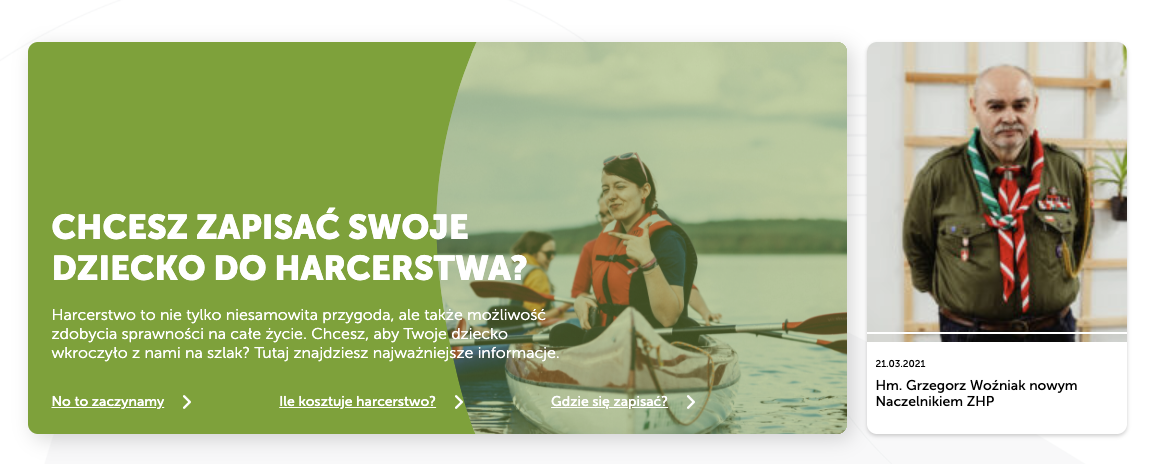 CHCESZ ZAPISAĆ SWOJE
DZIECKO DO HARCERSTWA?
Harcerstwo to nie tylko niesamowita przygoda, ale także możliwość
zdobycia sprawności na całe życie. Chcesz, aby Twoje dziecko
wkroczyło z nami na szlak? Tutaj znajdziesz najważniejsze informacje.
No to zaczynamy
Ile kosztuje harcerstwo?
Gdzie się zapisać?
21.03.2021
Hm. Grzegorz Woźniak nowym
Naczelnikiem ZHP